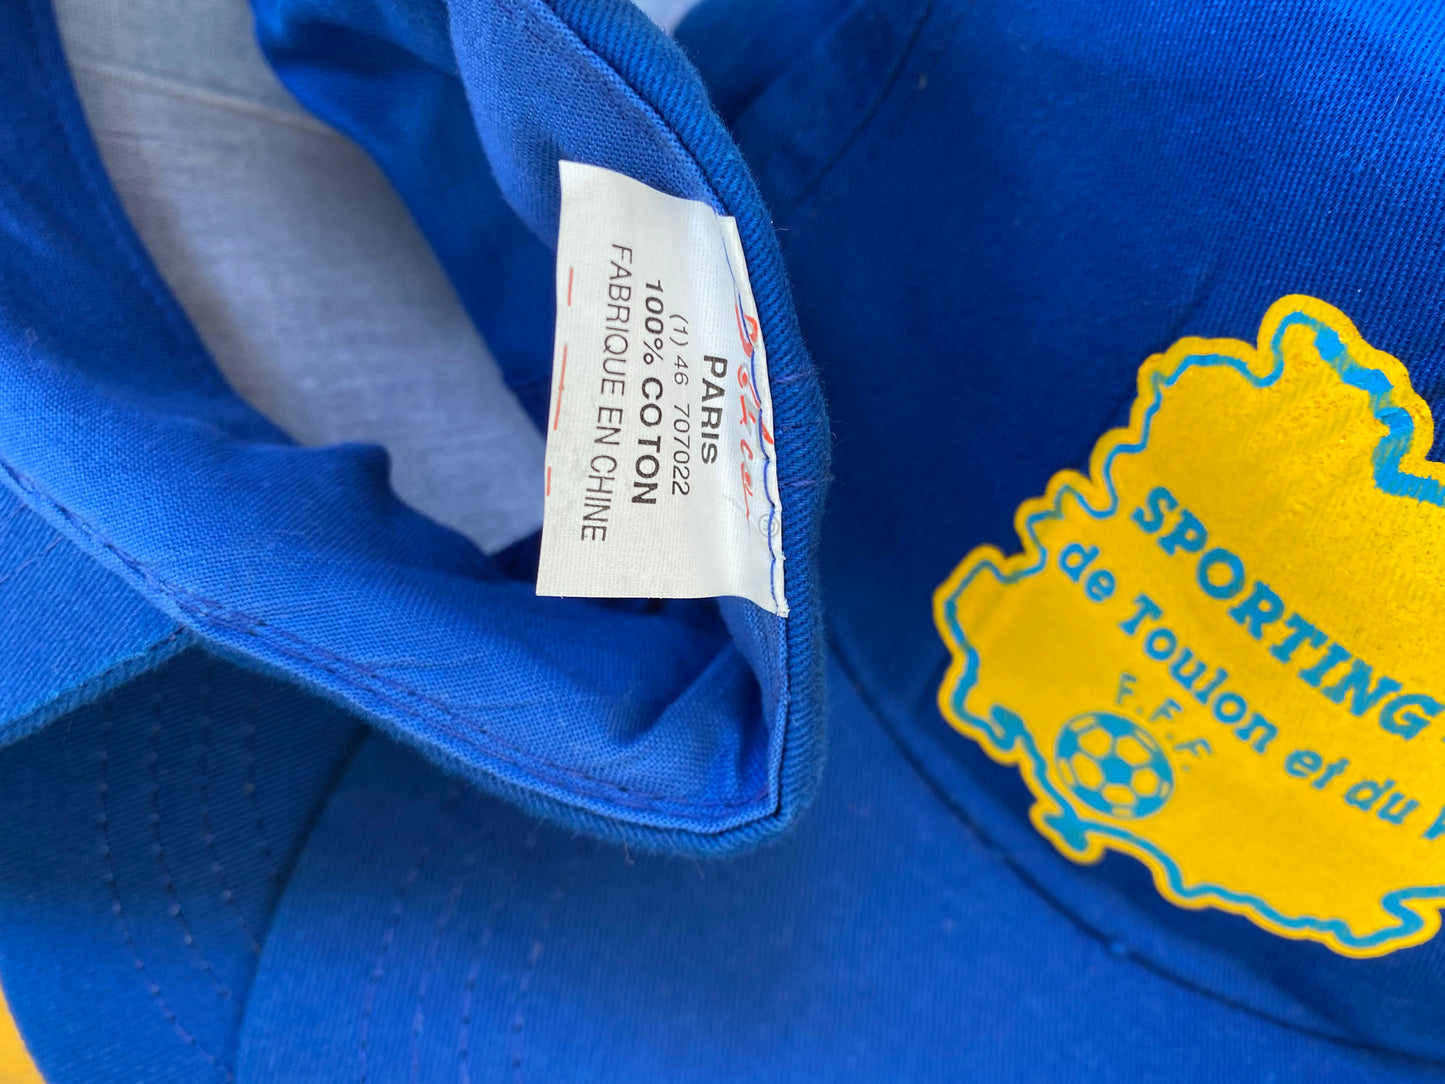 PARIS
(1) 46 707022
100% COTON
FABRIQUE EN CHINE
SPORTING
de Toulon et du
F.F.F.